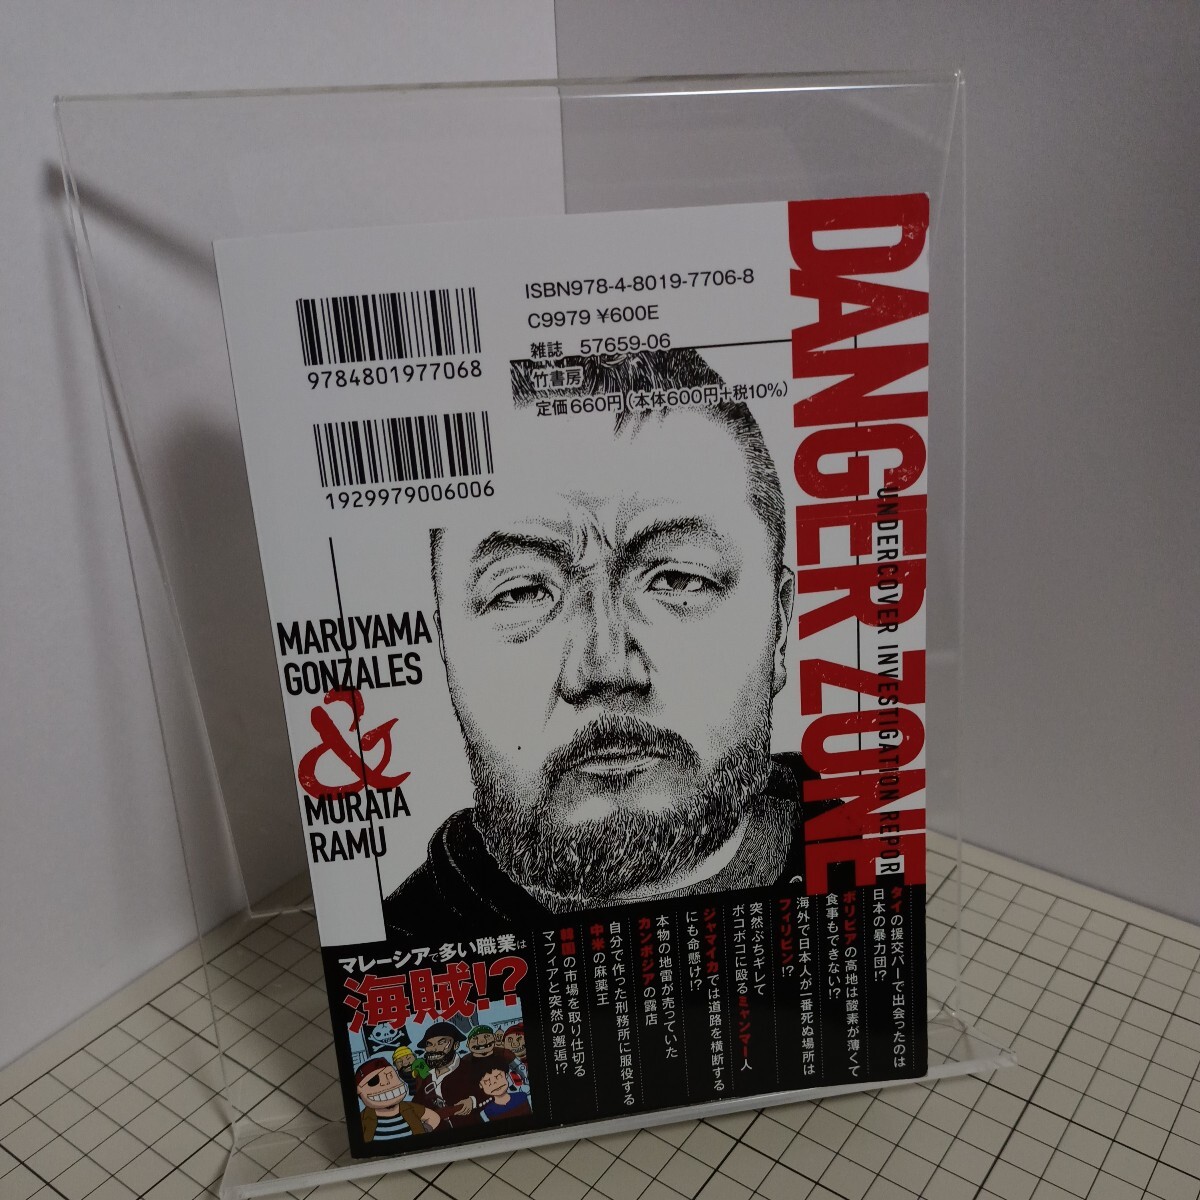 9784801977068
1929979006006
ISBN978-4-8019-7706-8
C9979 ¥600E
雑誌 57659-06
竹書房
定価660円(本体600円+税10%)
DANGER ZONE
UNDERCOVER INVESTIGATION REPOR
MARUYAMA
GONZALES
&
MURATA
RAMU
タイの援交バーで出会ったのは
日本の暴力団!?
ボリビアの高地は酸素が薄くて
食事もできない!?
海外で日本人が一番死ぬ場所は
フィリピン!?
突然ぶちギレて
ボコボコに殴るミャンマー人
ジャマイカでは道路を横断する
にも命懸け!?
本物の地雷が売っていた
カンボジアの露店
自分で作った刑務所に服役する
中米の麻薬王
韓国の市場を取り仕切る
マフィアと突然の邂逅!?
マレーシアで多い職業は
海賊!?